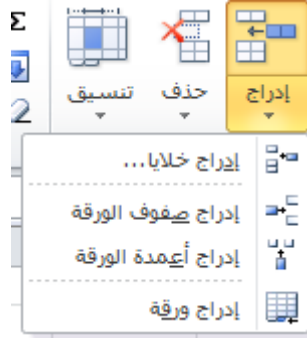 Σ
إدراج حذف تنسيق
إدراج خلايا...
إدراج صفوف الورقة
إدراج أعمدة الورقة
إدراج ورقة